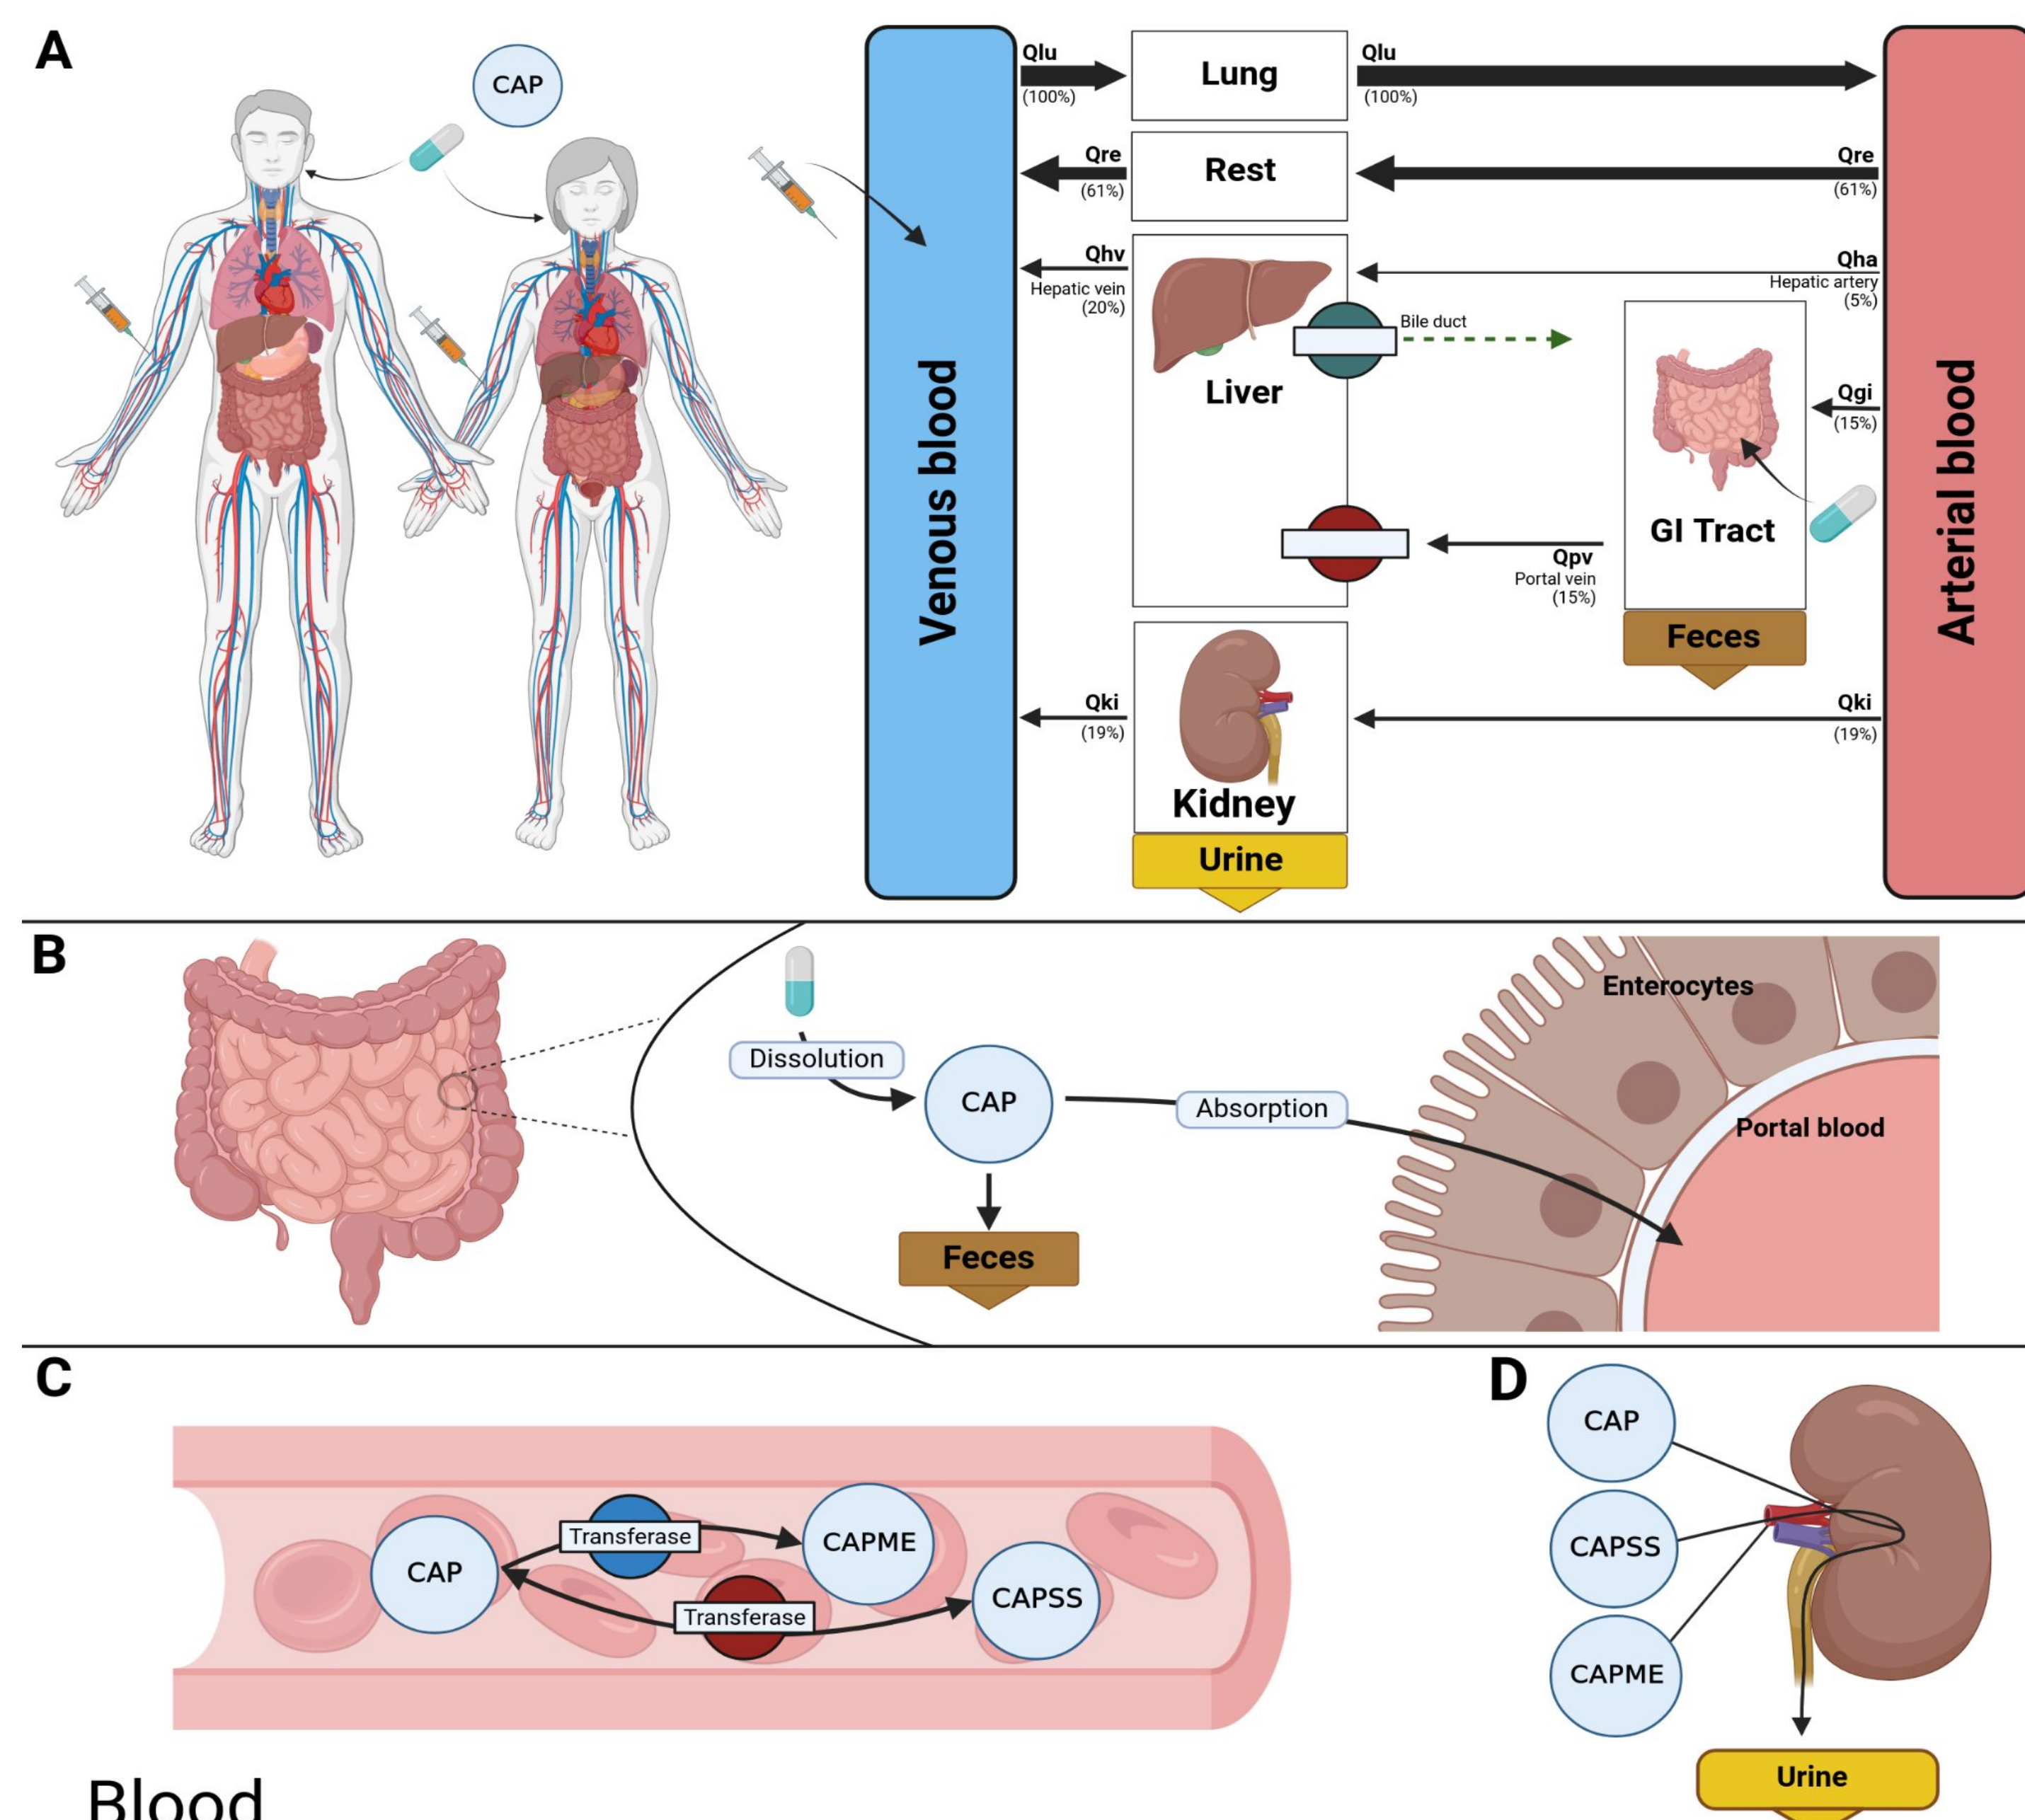 A
CAP
Venous blood
Qlu
(100%)
Lung
Qlu
(100%)
Qre
(61%)
Rest
Qre
(61%)
Qhv
Hepatic vein
(20%)
Liver
Bile duct
Qha
Hepatic artery
(5%)
Qgi
(15%)
GI Tract
Qpv
Portal vein
(15%)
Feces
Qki
(19%)
Kidney
Qki
(19%)
Urine
Arterial blood
B
Dissolution
CAP
Absorption
Feces
Enterocytes
Portal blood
C
CAP
Transferase
CAPME
Transferase
CAPSS
Blood
D
CAP
CAPSS
CAPME
Urine